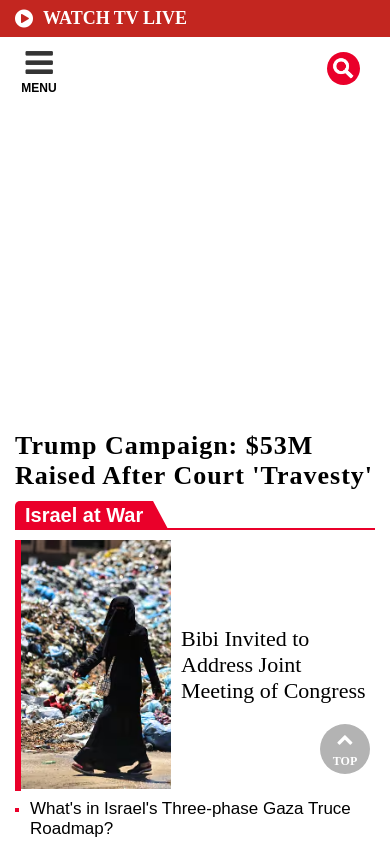 WATCH TV LIVE
MENU
Trump Campaign: $53M
Raised After Court 'Travesty'
Israel at War
Bibi Invited to
Address Joint
Meeting of Congress
TOP
What's in Israel's Three-phase Gaza Truce
Roadmap?